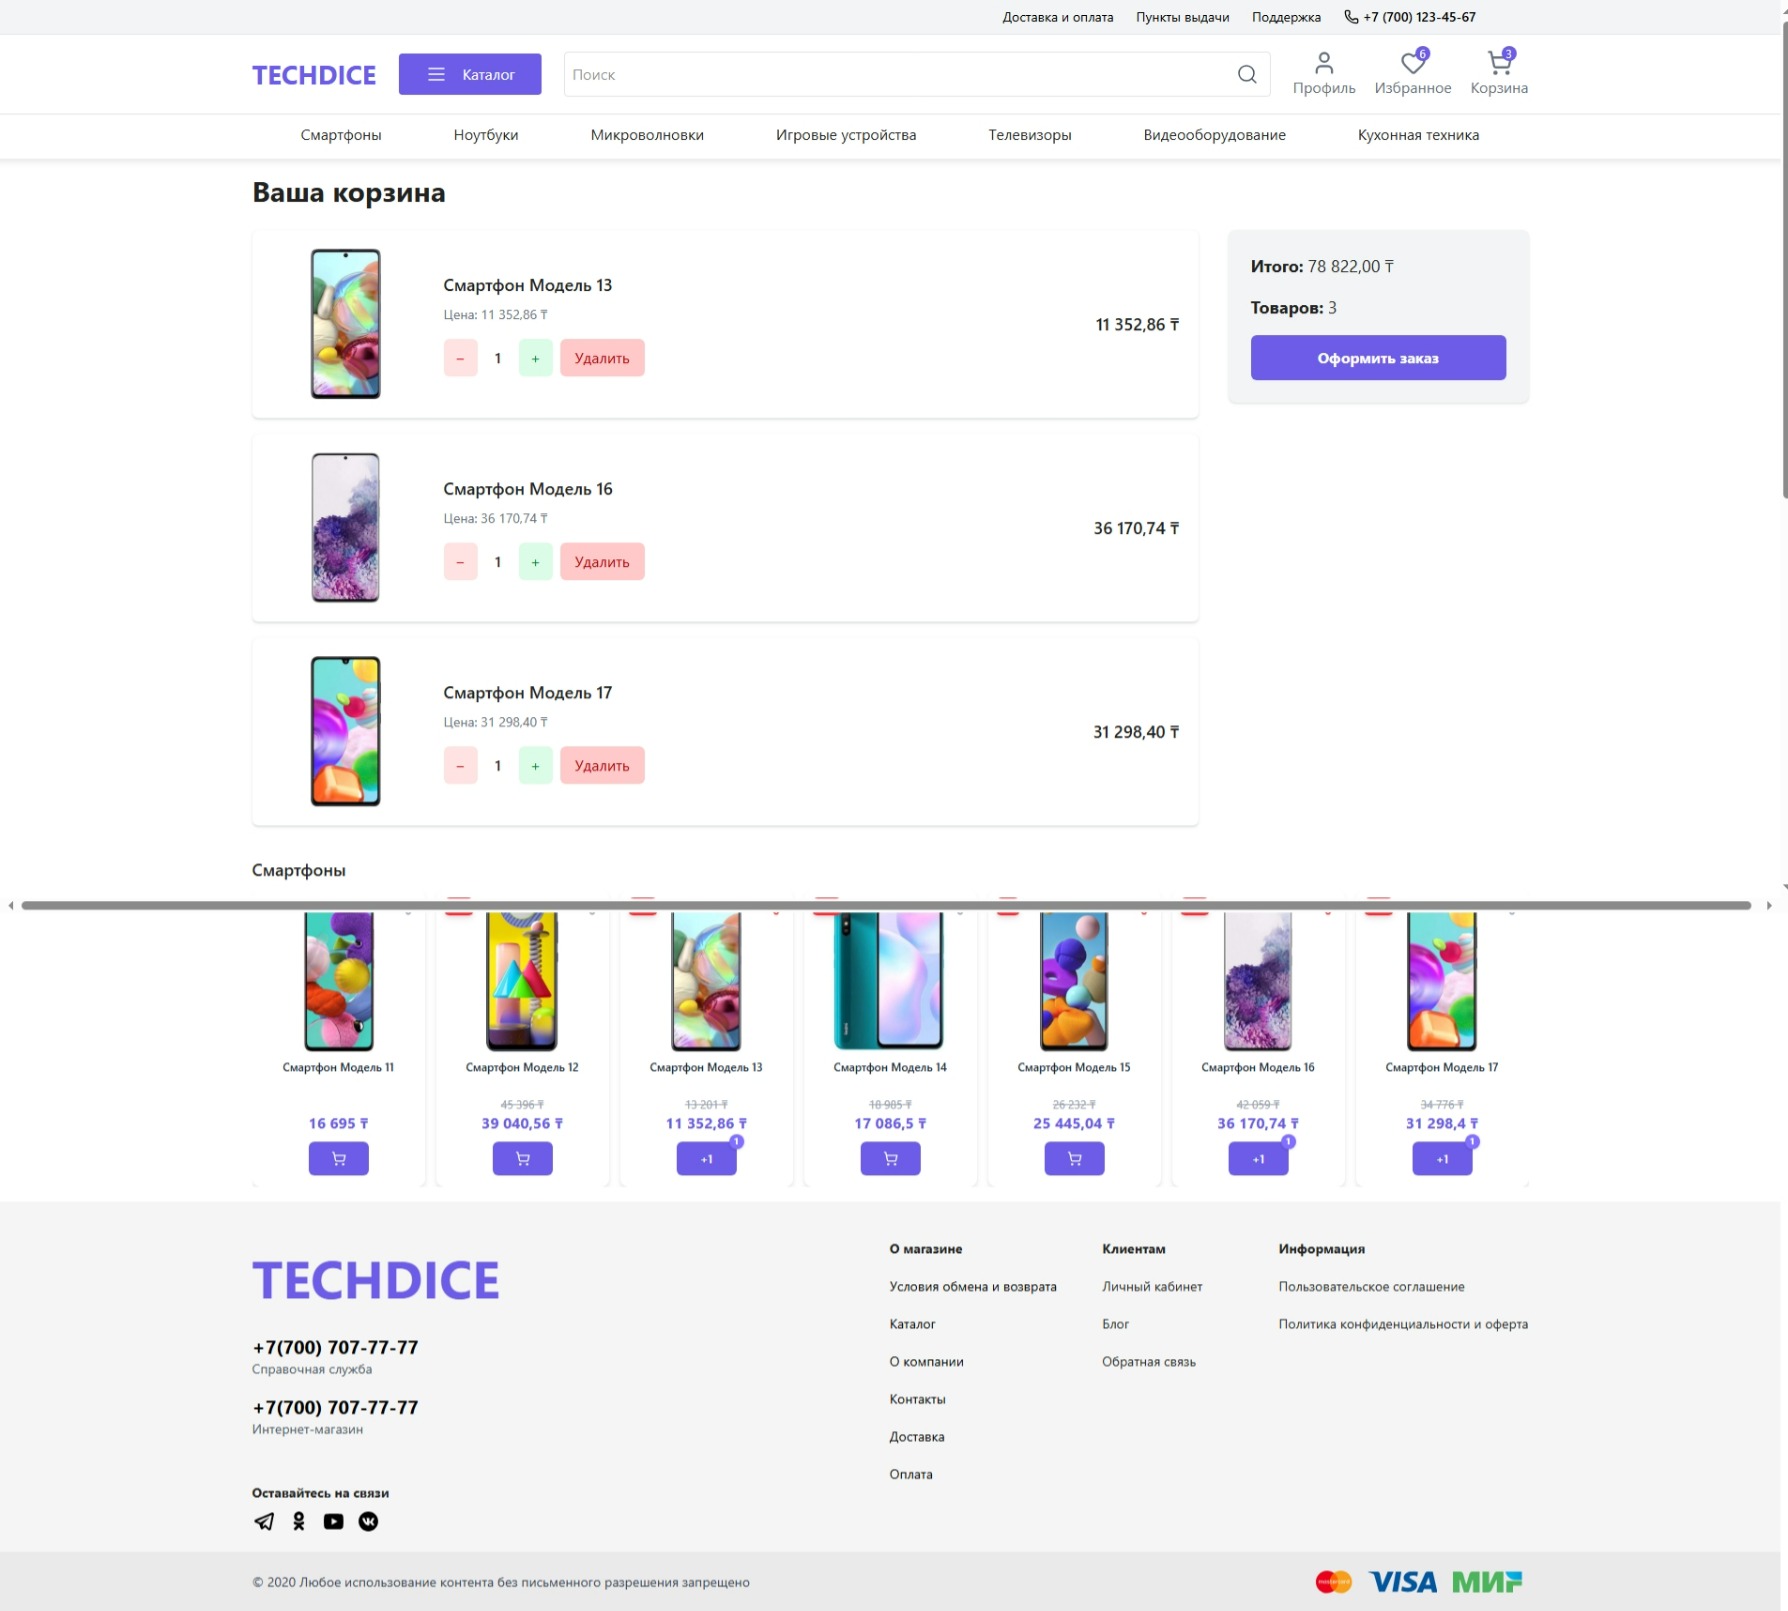 Доставка и оплата Пункты выдачи Поддержка +7 (700) 123-45-67
TECHDICE Каталог Поиск
6 3
Профиль Избранное Корзина
Смартфоны Ноутбуки Микроволновки Игровые устройства Телевизоры Видеооборудование Кухонная техника
Ваша корзина
Смартфон Модель 13
Цена: 11 352,86 ₸
− 1 + Удалить
11 352,86 ₸
Итого: 78 822,00 ₸
Товаров: 3
Оформить заказ
Смартфон Модель 16
Цена: 36 170,74 ₸
− 1 + Удалить
36 170,74 ₸
Смартфон Модель 17
Цена: 31 298,40 ₸
− 1 + Удалить
31 298,40 ₸
Смартфоны
Смартфон Модель 11 Смартфон Модель 12 Смартфон Модель 13 Смартфон Модель 14 Смартфон Модель 15 Смартфон Модель 16 Смартфон Модель 17
45 396 ₸ 13 201 ₸ 18 985 ₸ 26 232 ₸ 42 059 ₸ 34 776 ₸
16 695 ₸ 39 040,56 ₸ 11 352,86 ₸ 17 086,5 ₸ 25 445,04 ₸ 36 170,74 ₸ 31 298,4 ₸
1 1 1
+1 +1 +1
TECHDICE
+7(700) 707-77-77
Справочная служба
+7(700) 707-77-77
Интернет-магазин
Оставайтесь на связи
О магазине
Условия обмена и возврата
Каталог
О компании
Контакты
Доставка
Оплата
Клиентам
Личный кабинет
Блог
Обратная связь
Информация
Пользовательское соглашение
Политика конфиденциальности и оферта
© 2020 Любое использование контента без письменного разрешения запрещено
mastercard VISA МИР